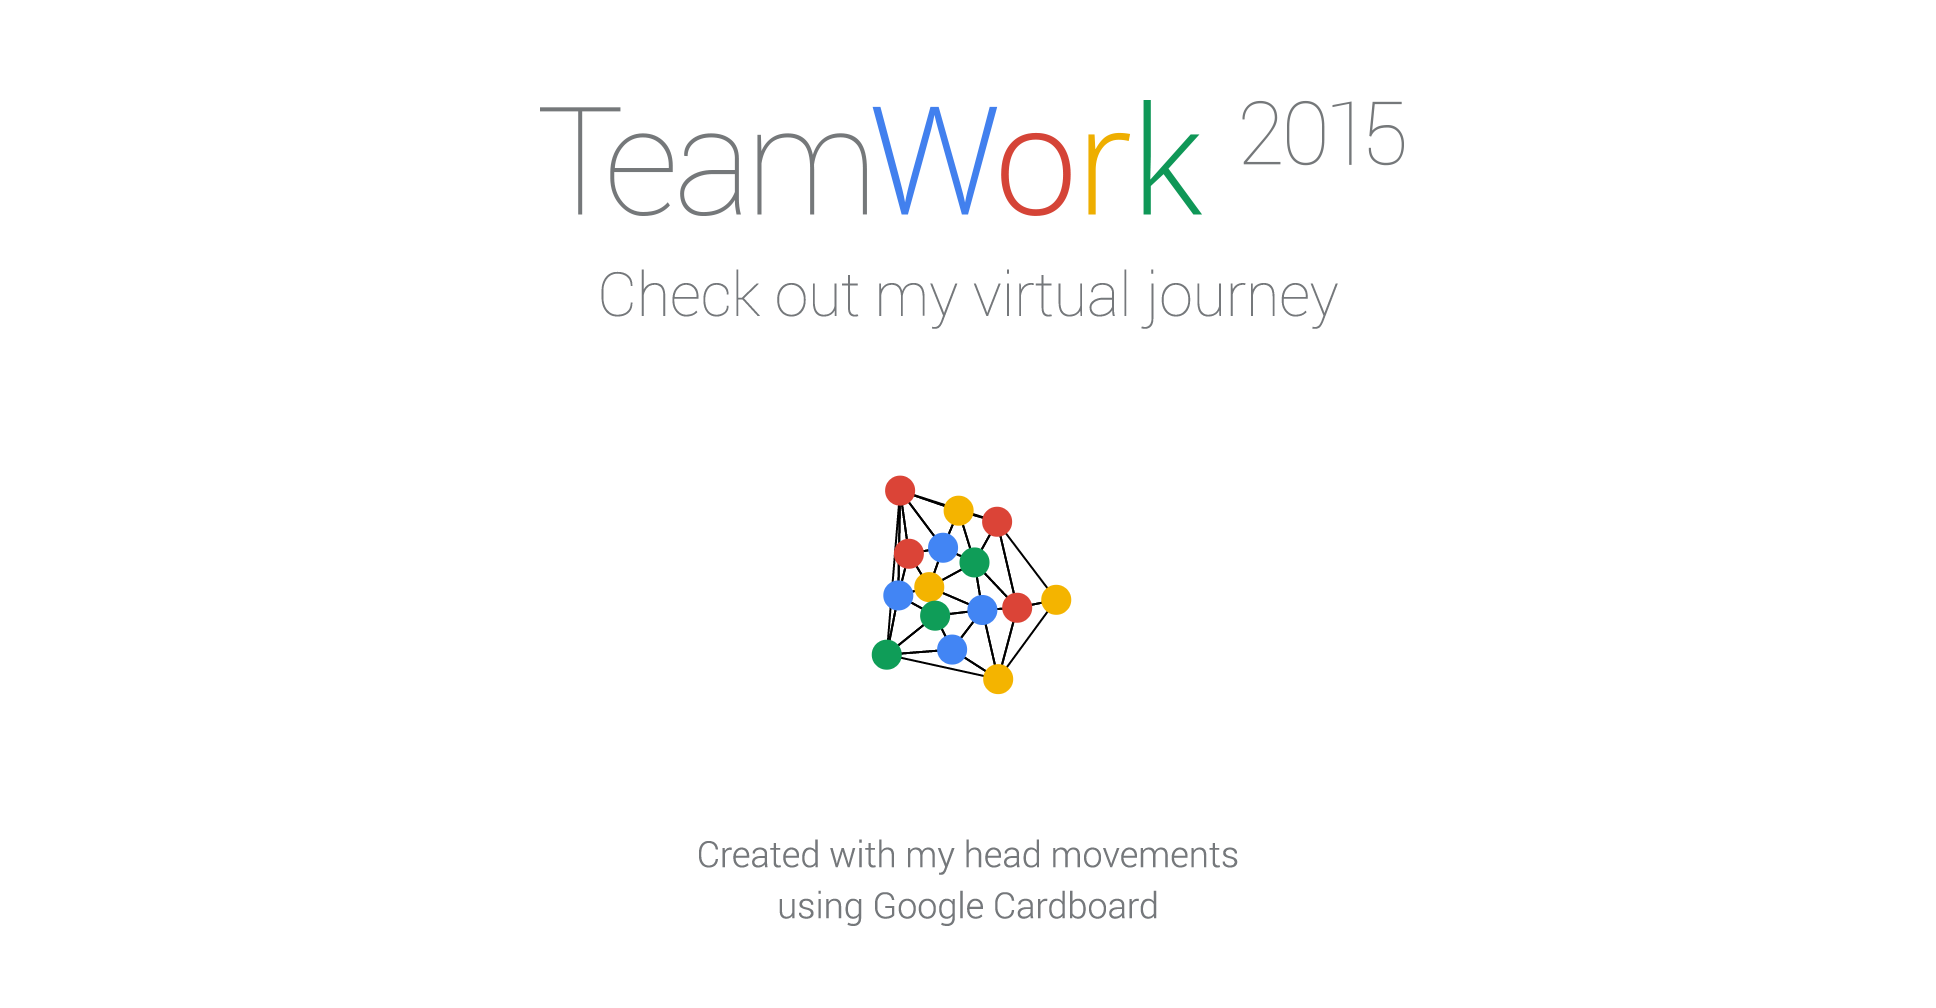 TeamWork 2015
Check out my virtual journey
Created with my head movements
using Google Cardboard